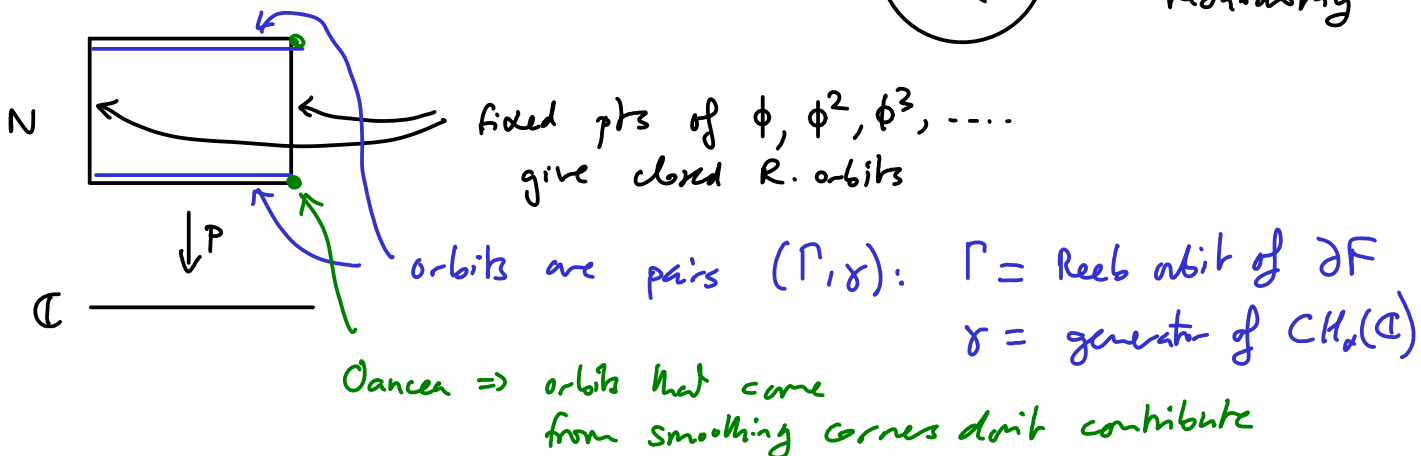 N
fixed pts of ϕ, ϕ², ϕ³, ....
give closed R. orbits
P
orbits are pairs (Γ, γ): Γ = Reeb orbit of ∂F
ℂ
γ = generator of CH_α(ℂ)
Oancea => orbits that come
from smoothing corners don't contribute